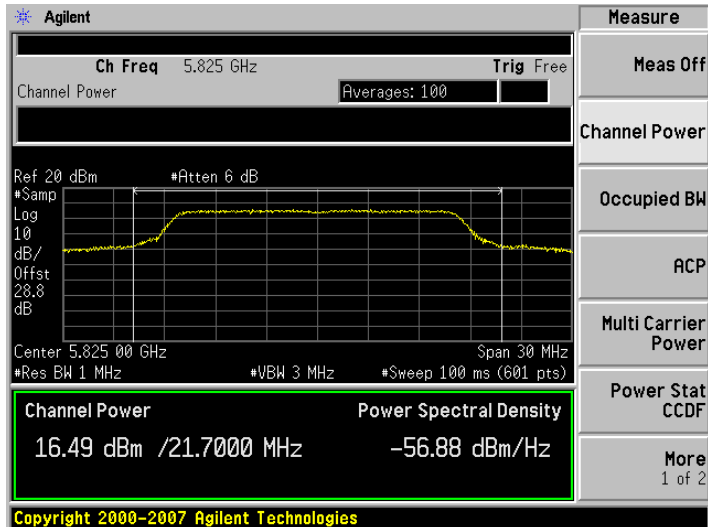 Agilent
Measure
Ch Freq 5.825 GHz
Trig Free
Channel Power
Averages: 100
Meas Off
Channel Power
Occupied BW
ACP
Multi Carrier
Power
Power Stat
CCDF
More
1 of 2
Ref 20 dBm
#Atten 6 dB
#Samp
Log
10
dB/
Offst
28.8
dB
Center 5.825 00 GHz
Span 30 MHz
#Res BW 1 MHz
#VBW 3 MHz
#Sweep 100 ms (601 pts)
Channel Power
Power Spectral Density
16.49 dBm /21.7000 MHz
-56.88 dBm/Hz
Copyright 2000-2007 Agilent Technologies